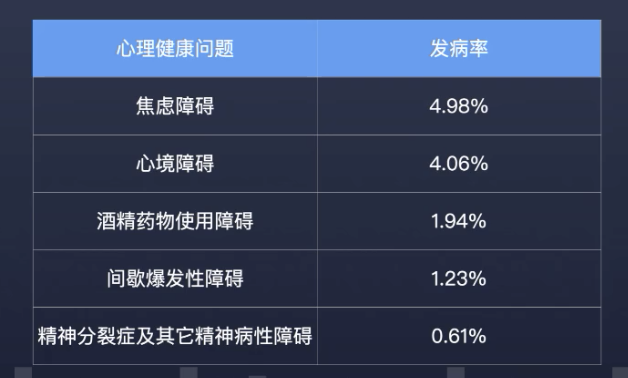 心理健康问题 发病率
焦虑障碍 4.98%
心境障碍 4.06%
酒精药物使用障碍 1.94%
间歇爆发性障碍 1.23%
精神分裂症及其它精神病性障碍 0.61%